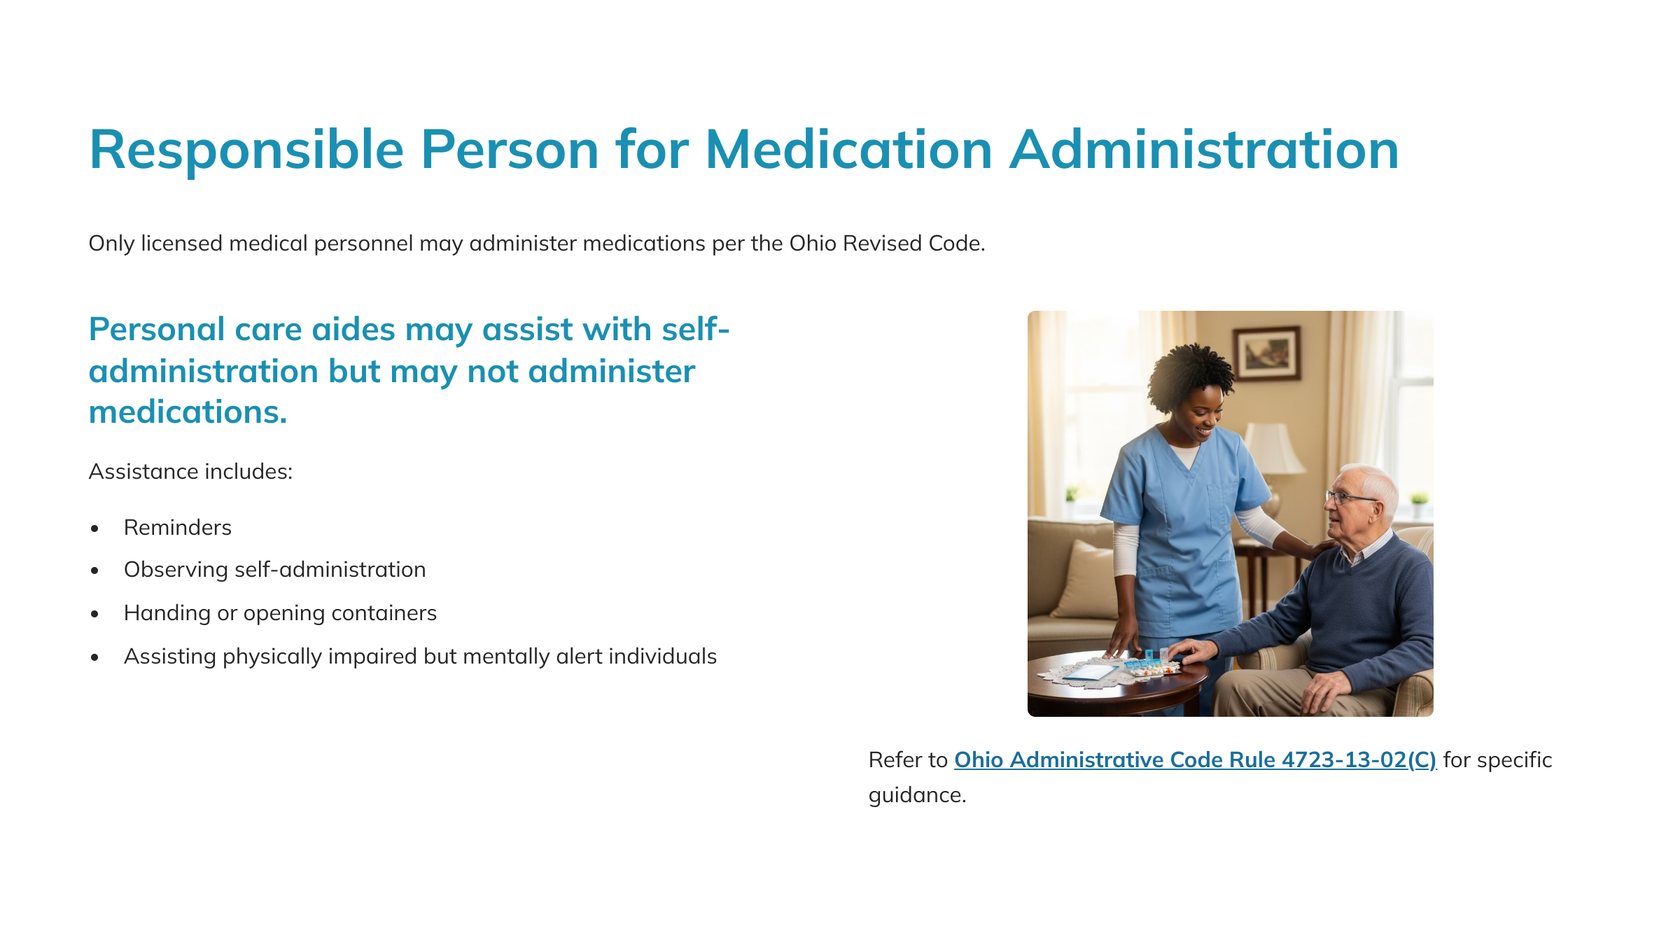 Responsible Person for Medication Administration
Only licensed medical personnel may administer medications per the Ohio Revised Code.
Personal care aides may assist with self-
administration but may not administer
medications.
Assistance includes:
• Reminders
• Observing self-administration
• Handing or opening containers
• Assisting physically impaired but mentally alert individuals
Refer to Ohio Administrative Code Rule 4723-13-02(C) for specific
guidance.